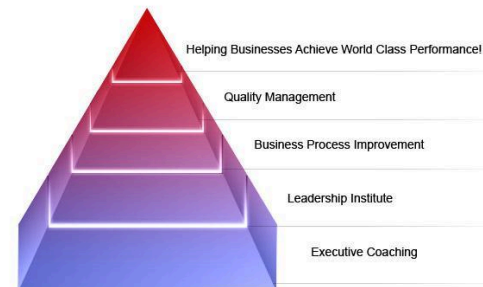 Helping Businesses Achieve World Class Performance!
Quality Management
Business Process Improvement
Leadership Institute
Executive Coaching